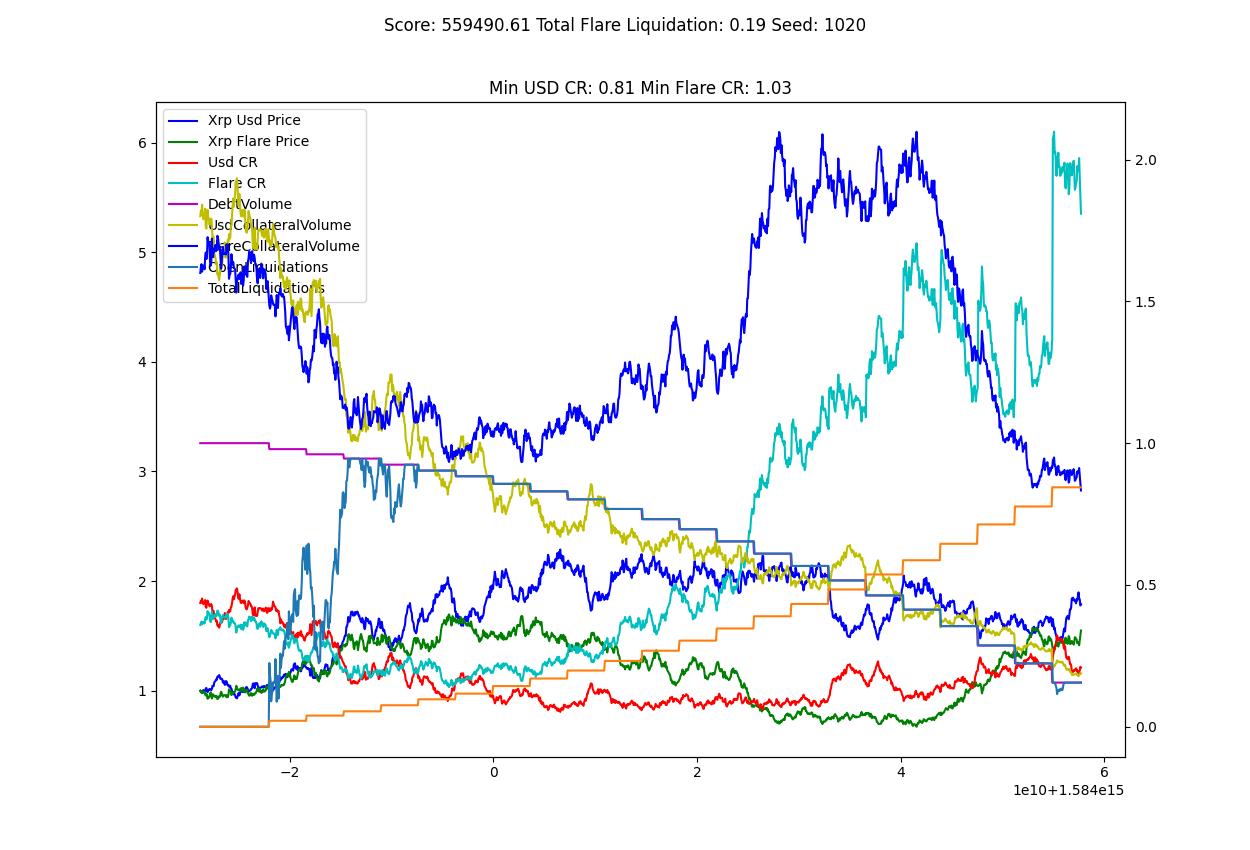 Score: 559490.61 Total Flare Liquidation: 0.19 Seed: 1020
Min USD CR: 0.81 Min Flare CR: 1.03
Xrp Usd Price
Xrp Flare Price
Usd CR
Flare CR
DebtVolume
UsdCollateralVolume
FlareCollateralVolume
OpenLiquidations
TotalLiquidations
6
5
4
3
2
1
2.0
1.5
1.0
0.5
0.0
−2
0
2
4
6
1e10+1.584e15